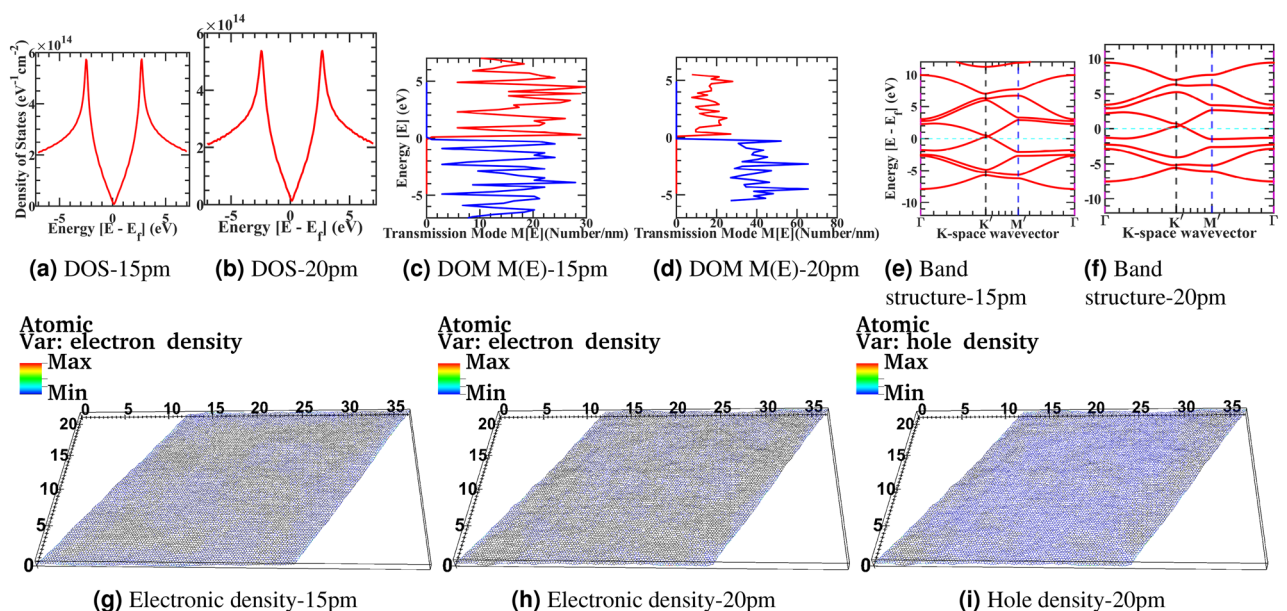 6×10^14
4
2
0
Density of States (eV^-1 cm^-2)
-5 0 5
Energy [E - E_f] (eV)
(a) DOS-15pm
6×10^14
4
2
0
-5 0 5
Energy [E - E_f] (eV)
(b) DOS-20pm
5
0
-5
Energy [E] (eV)
0 10 20 30
Transmission Mode M[E](Number/nm)
(c) DOM M(E)-15pm
5
0
-5
0 20 40 60 80
Transmission Mode M[E](Number/nm)
(d) DOM M(E)-20pm
10
5
0
-5
-10
Energy [E - E_f] (eV)
Γ K′ M′ Γ
K-space wavevector
(e) Band
structure-15pm
10
5
0
-5
-10
Γ K′ M′ Γ
K-space wavevector
(f) Band
structure-20pm
Atomic
Var: electron density
Max
Min
0 5 10 15 20 25 30 35
20
15
10
5
0
(g) Electronic density-15pm
Atomic
Var: electron density
Max
Min
0 5 10 15 20 25 30 35
20
15
10
5
0
(h) Electronic density-20pm
Atomic
Var: hole density
Max
Min
0 5 10 15 20 25 30 35
20
15
10
5
0
(i) Hole density-20pm